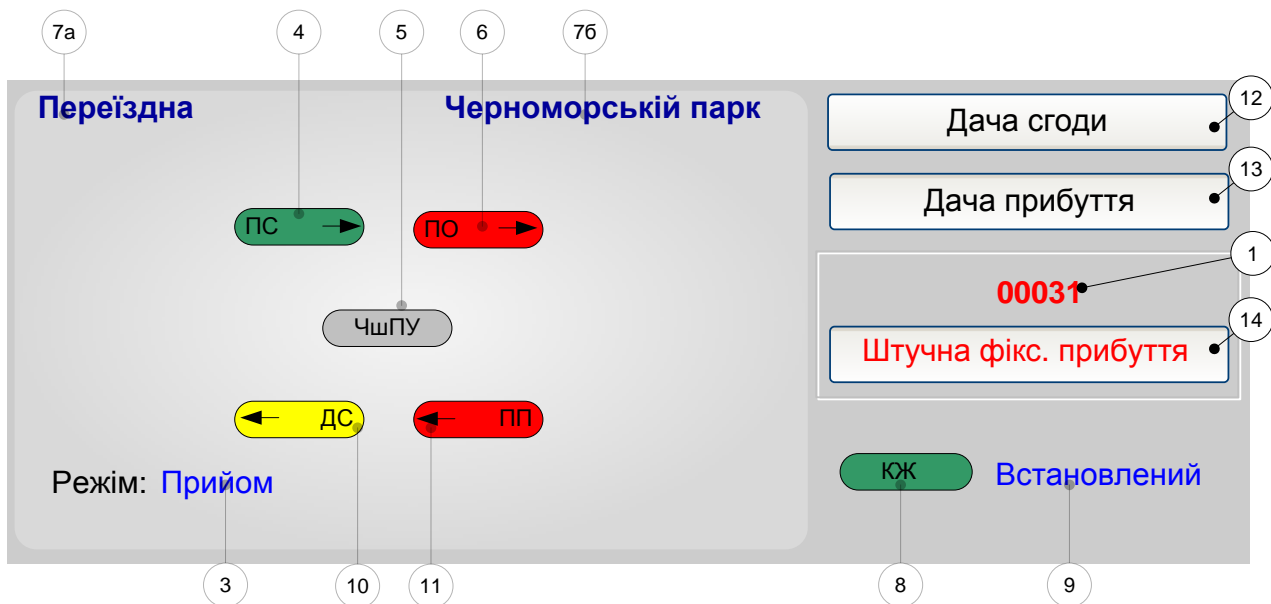 7а 4 5 6 7б
Переїздна Черноморській парк
Дача сгоди 12
Дача прибуття 13
ПС ПО
1
00031
ЧшПУ
Штучна фікс. прибуття 14
ДС ПП
Режім: Прийом
КЖ Встановлений
3 10 11 8 9